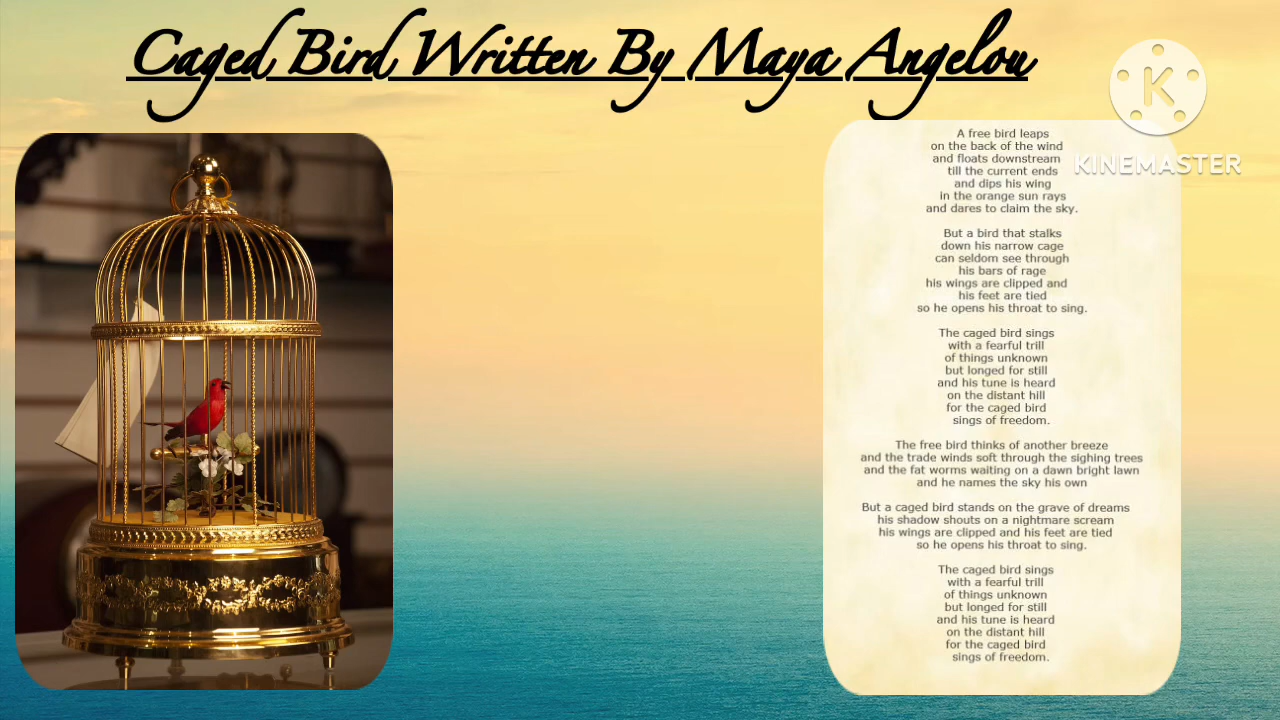 Caged Bird Written By Maya Angelou
K
KINEMASTER
A free bird leaps
on the back of the wind
and floats downstream
till the current ends
and dips his wing
in the orange sun rays
and dares to claim the sky.
But a bird that stalks
down his narrow cage
can seldom see through
his bars of rage
his wings are clipped and
his feet are tied
so he opens his throat to sing.
The caged bird sings
with a fearful trill
of things unknown
but longed for still
and his tune is heard
on the distant hill
for the caged bird
sings of freedom.
The free bird thinks of another breeze
and the trade winds soft through the sighing trees
and the fat worms waiting on a dawn bright lawn
and he names the sky his own
But a caged bird stands on the grave of dreams
his shadow shouts on a nightmare scream
his wings are clipped and his feet are tied
so he opens his throat to sing.
The caged bird sings
with a fearful trill
of things unknown
but longed for still
and his tune is heard
on the distant hill
for the caged bird
sings of freedom.